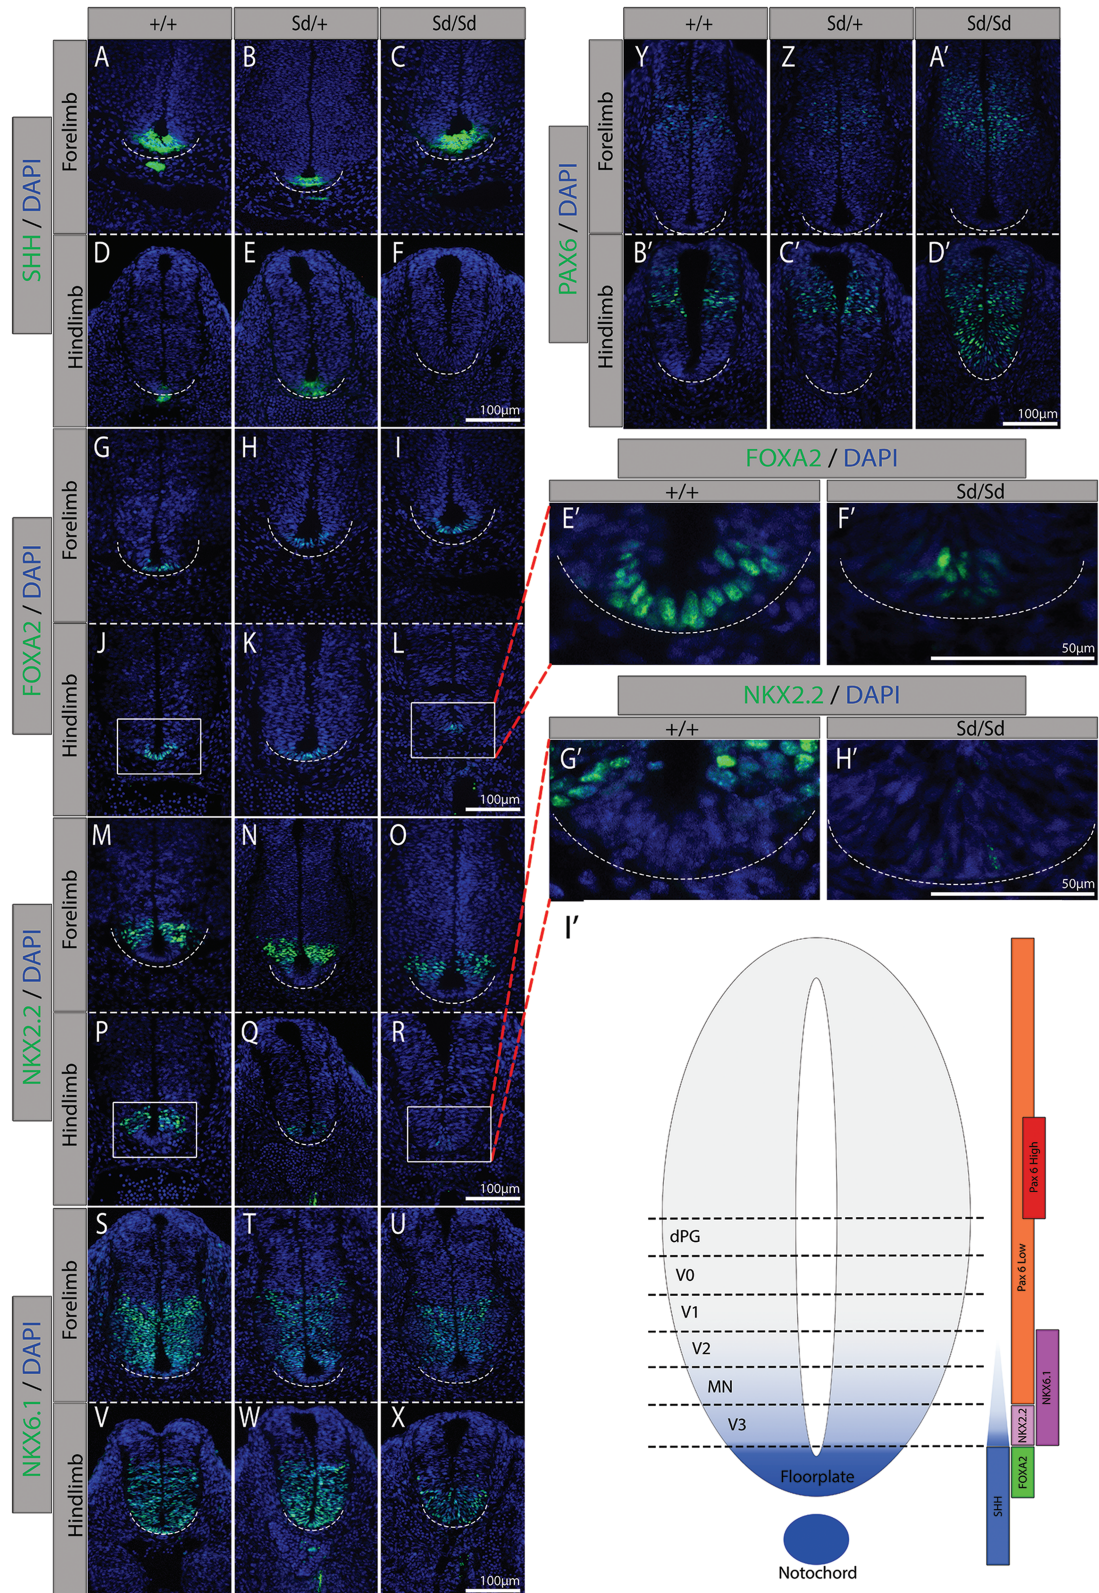 +/+
Sd/+
Sd/Sd
SHH / DAPI
Forelimb
A
B
C
Hindlimb
D
E
F
100µm
FOXA2 / DAPI
Forelimb
G
H
I
Hindlimb
J
K
L
100µm
NKX2.2 / DAPI
Forelimb
M
N
O
Hindlimb
P
Q
R
100µm
NKX6.1 / DAPI
Forelimb
S
T
U
Hindlimb
V
W
X
100µm
+/+
Sd/+
Sd/Sd
PAX6 / DAPI
Forelimb
Y
Z
A'
Hindlimb
B'
C'
D'
100µm
FOXA2 / DAPI
+/+
Sd/Sd
E'
F'
50µm
NKX2.2 / DAPI
+/+
Sd/Sd
G'
H'
50µm
I'
dPG
V0
V1
V2
MN
V3
Floorplate
Notochord
Pax 6 High
Pax 6 Low
NKX6.1
NKX2.2
FOXA2
SHH